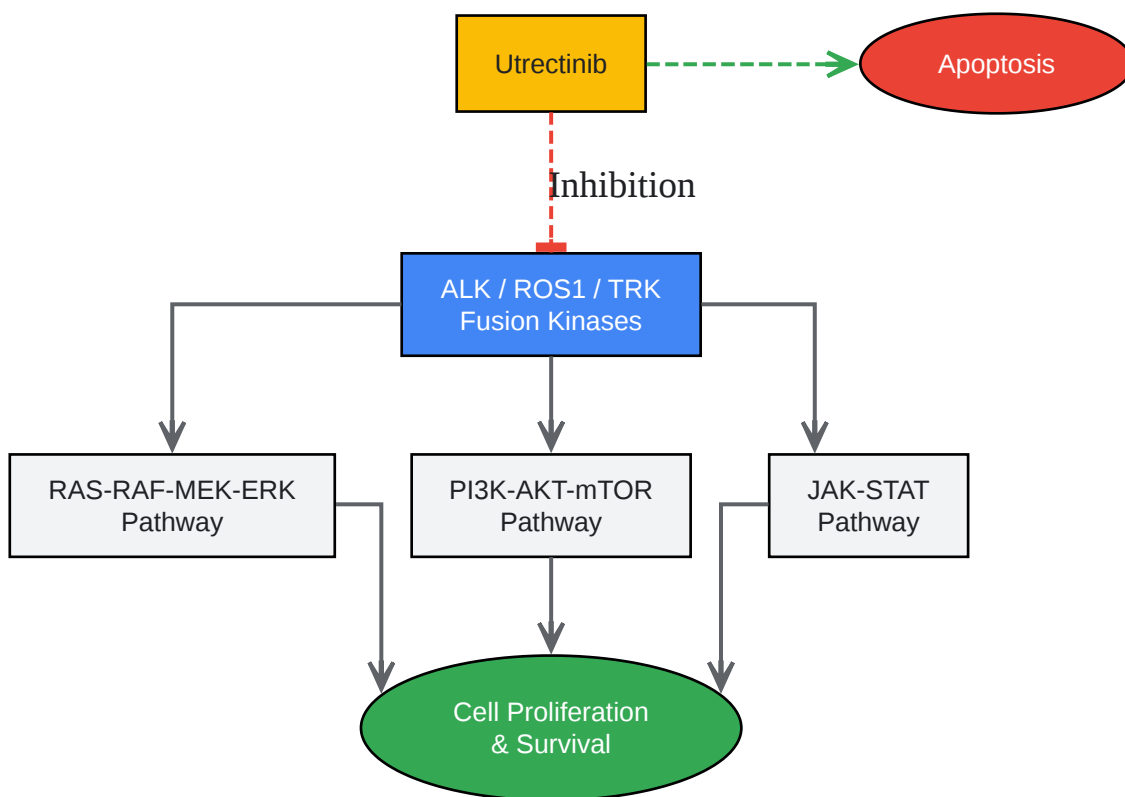 Utrectinib
Apoptosis
Inhibition
ALK / ROS1 / TRK
Fusion Kinases
RAS-RAF-MEK-ERK
Pathway
PI3K-AKT-mTOR
Pathway
JAK-STAT
Pathway
Cell Proliferation
& Survival